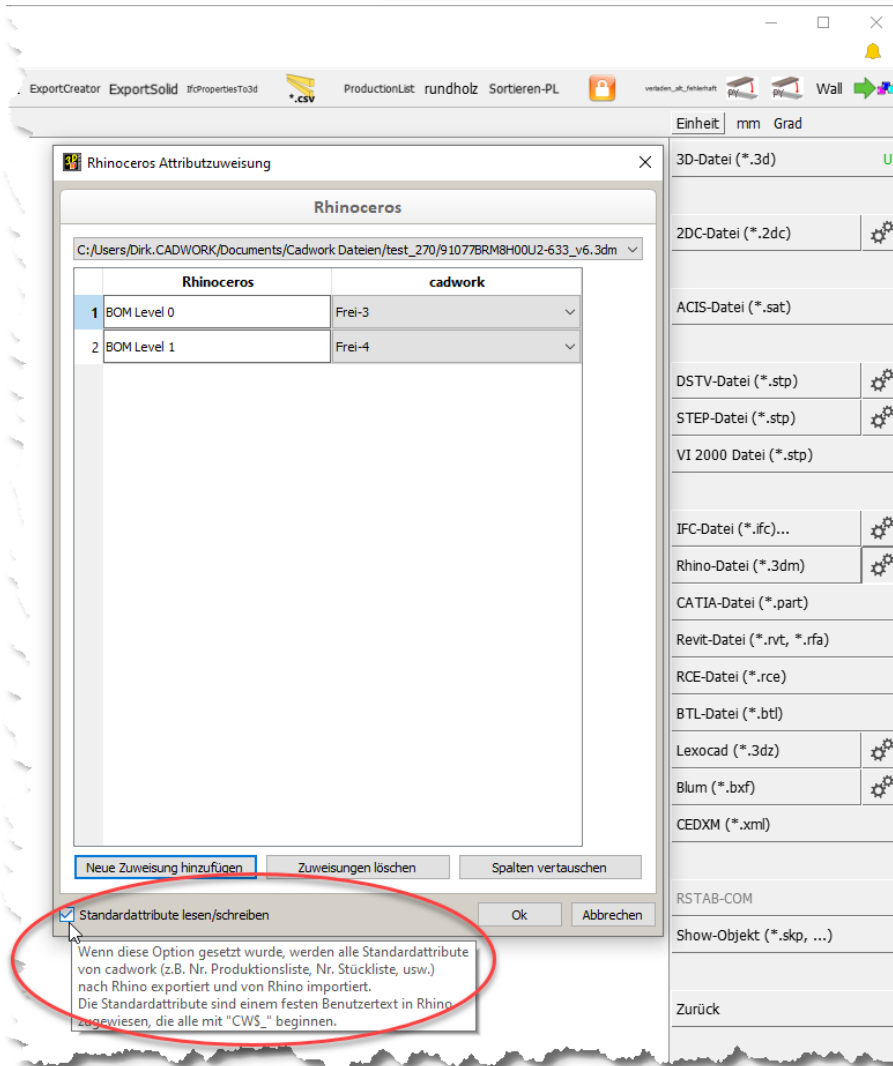 ExportCreator ExportSolid IfcPropertiesTo3d *.csv ProductionList rundholz Sortieren-PL verladen_alt_fehlerhaft Wall
Einheit mm Grad
Rhinoceros Attributzuweisung
Rhinoceros
C:/Users/Dirk.CADWORK/Documents/Cadwork Dateien/test_270/91077BRM8H00U2-633_v6.3dm
Rhinoceros cadwork
1 BOM Level 0 Frei-3
2 BOM Level 1 Frei-4
Neue Zuweisung hinzufügen Zuweisungen löschen Spalten vertauschen
Standardattribute lesen/schreiben Ok Abbrechen
Wenn diese Option gesetzt wurde, werden alle Standardattribute
von cadwork (z.B. Nr. Produktionsliste, Nr. Stückliste, usw.)
nach Rhino exportiert und von Rhino importiert.
Die Standardattribute sind einem festen Benutzertext in Rhino
zugewiesen, die alle mit "CW$_" beginnen.
3D-Datei (*.3d) U
2DC-Datei (*.2dc)
ACIS-Datei (*.sat)
DSTV-Datei (*.stp)
STEP-Datei (*.stp)
VI 2000 Datei (*.stp)
IFC-Datei (*.ifc)...
Rhino-Datei (*.3dm)
CATIA-Datei (*.part)
Revit-Datei (*.rvt, *.rfa)
RCE-Datei (*.rce)
BTL-Datei (*.btl)
Lexocad (*.3dz)
Blum (*.bxf)
CEDXM (*.xml)
RSTAB-COM
Show-Objekt (*.skp, ...)
Zurück